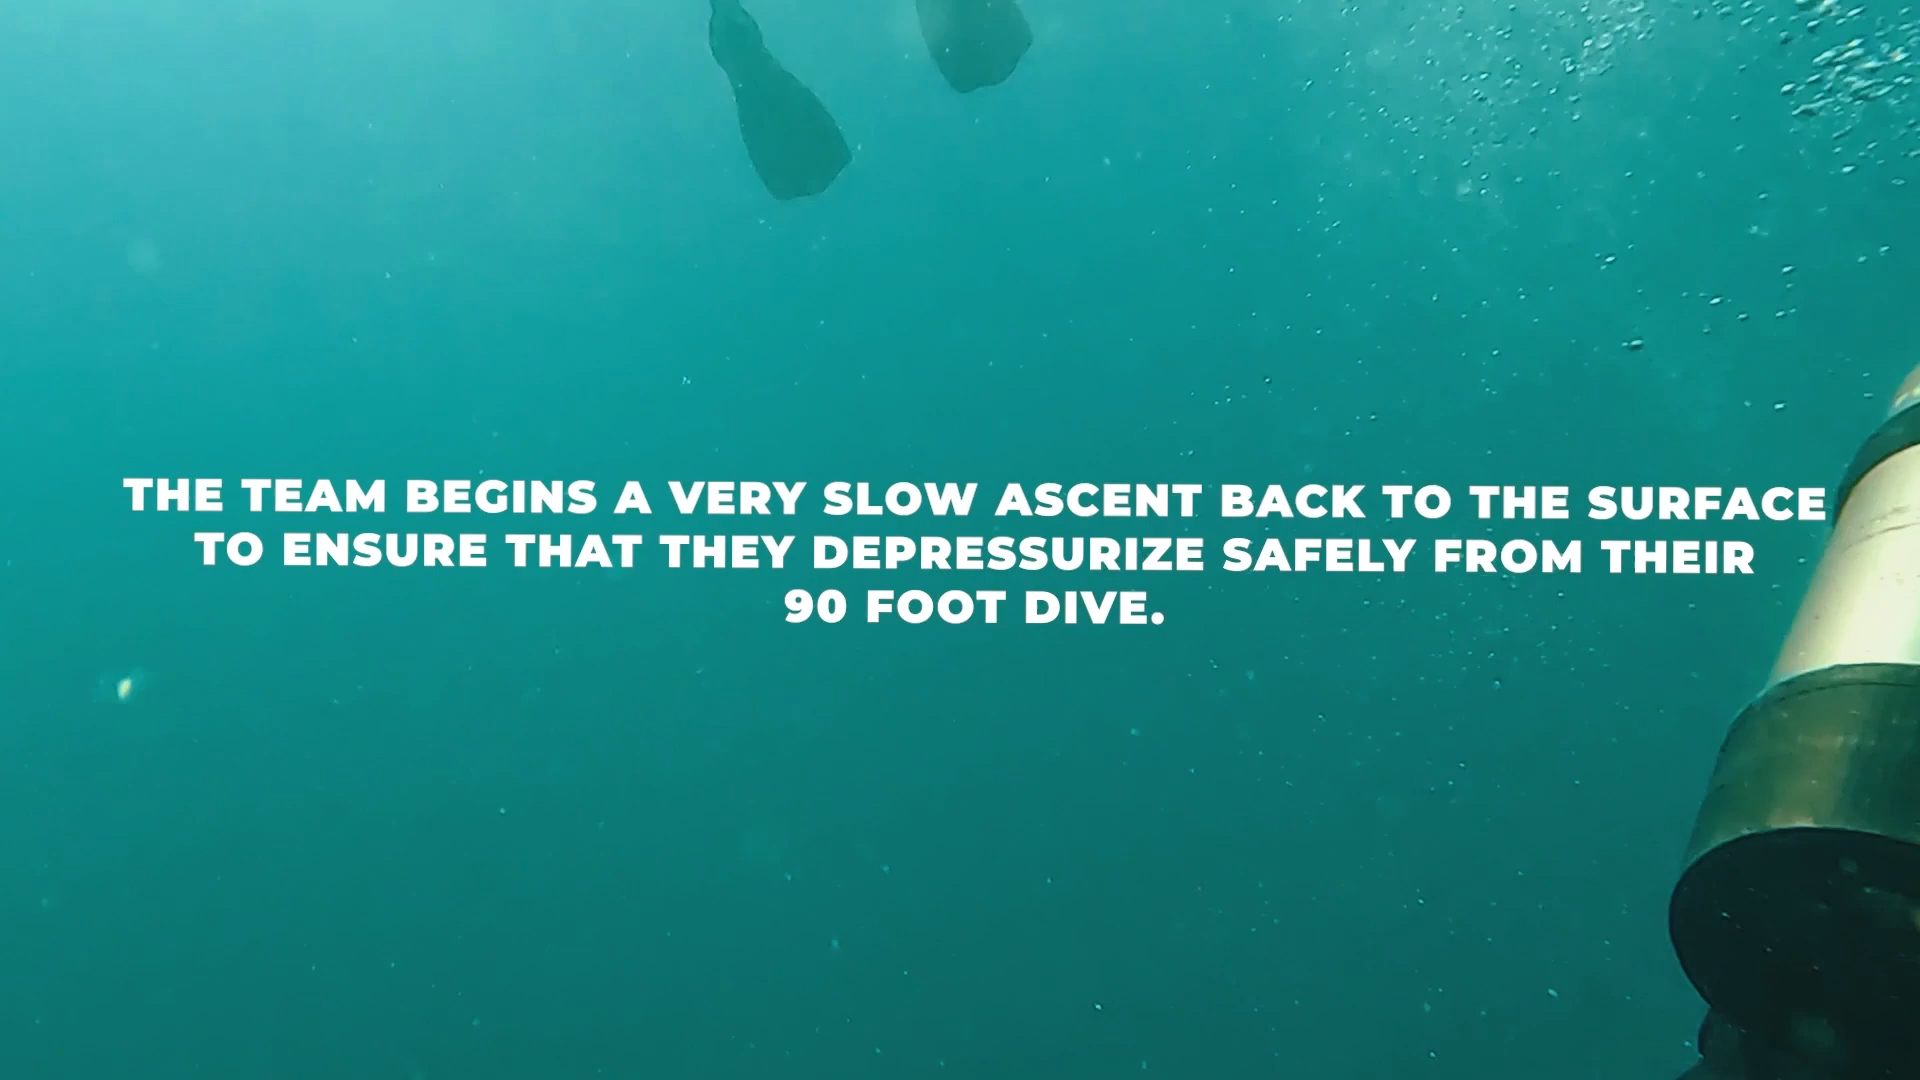 THE TEAM BEGINS A VERY SLOW ASCENT BACK TO THE SURFACE
TO ENSURE THAT THEY DEPRESSURIZE SAFELY FROM THEIR
90 FOOT DIVE.